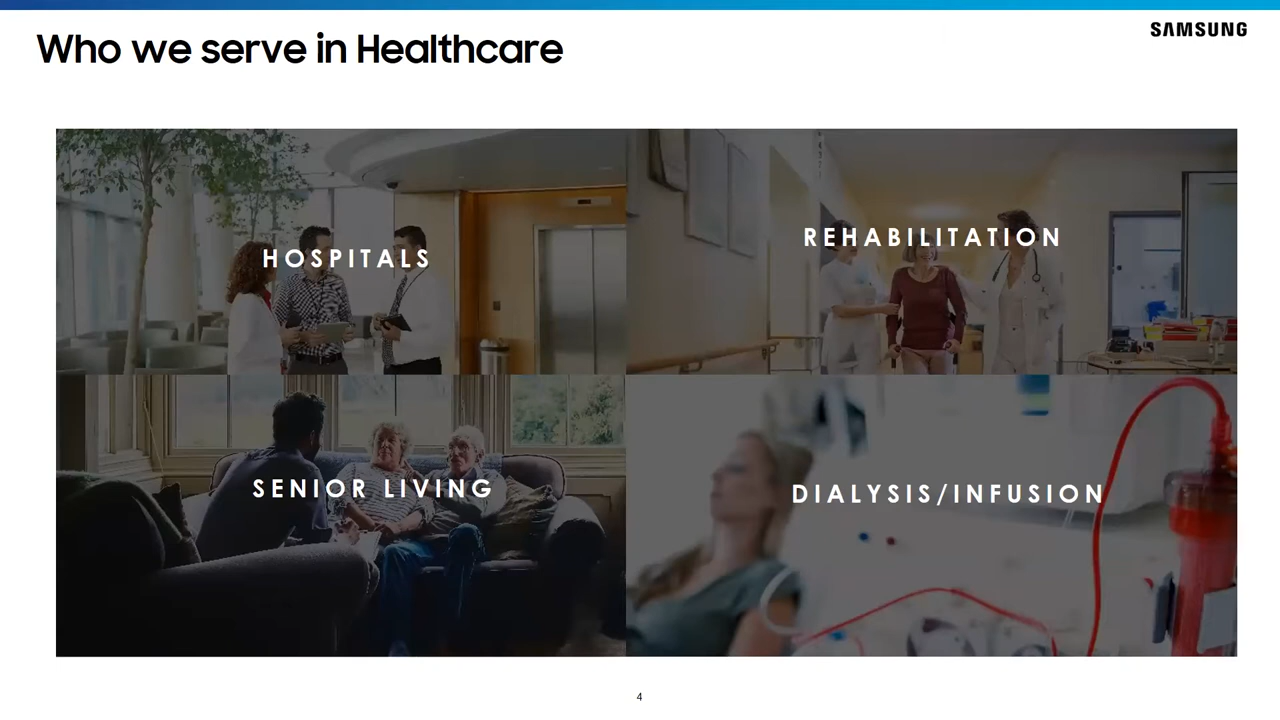 Who we serve in Healthcare
SAMSUNG
HOSPITALS
REHABILITATION
SENIOR LIVING
DIALYSIS/INFUSION
4